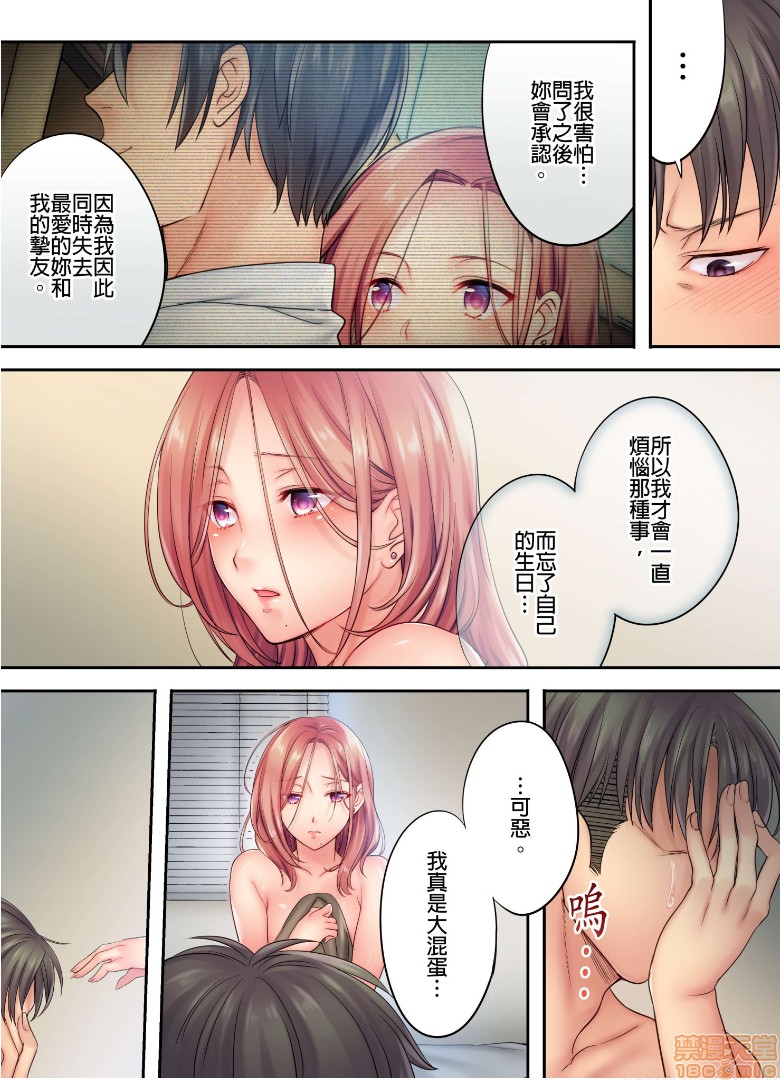 …
我很害怕…
問了之後
妳會承認。
因為我因此
同時失去
最愛的妳和
我的摯友。
所以我才會一直
煩惱那種事，
而忘了自己
的生日…
嗚…
…可惡。
我真是大混蛋…
禁漫天堂
18comic